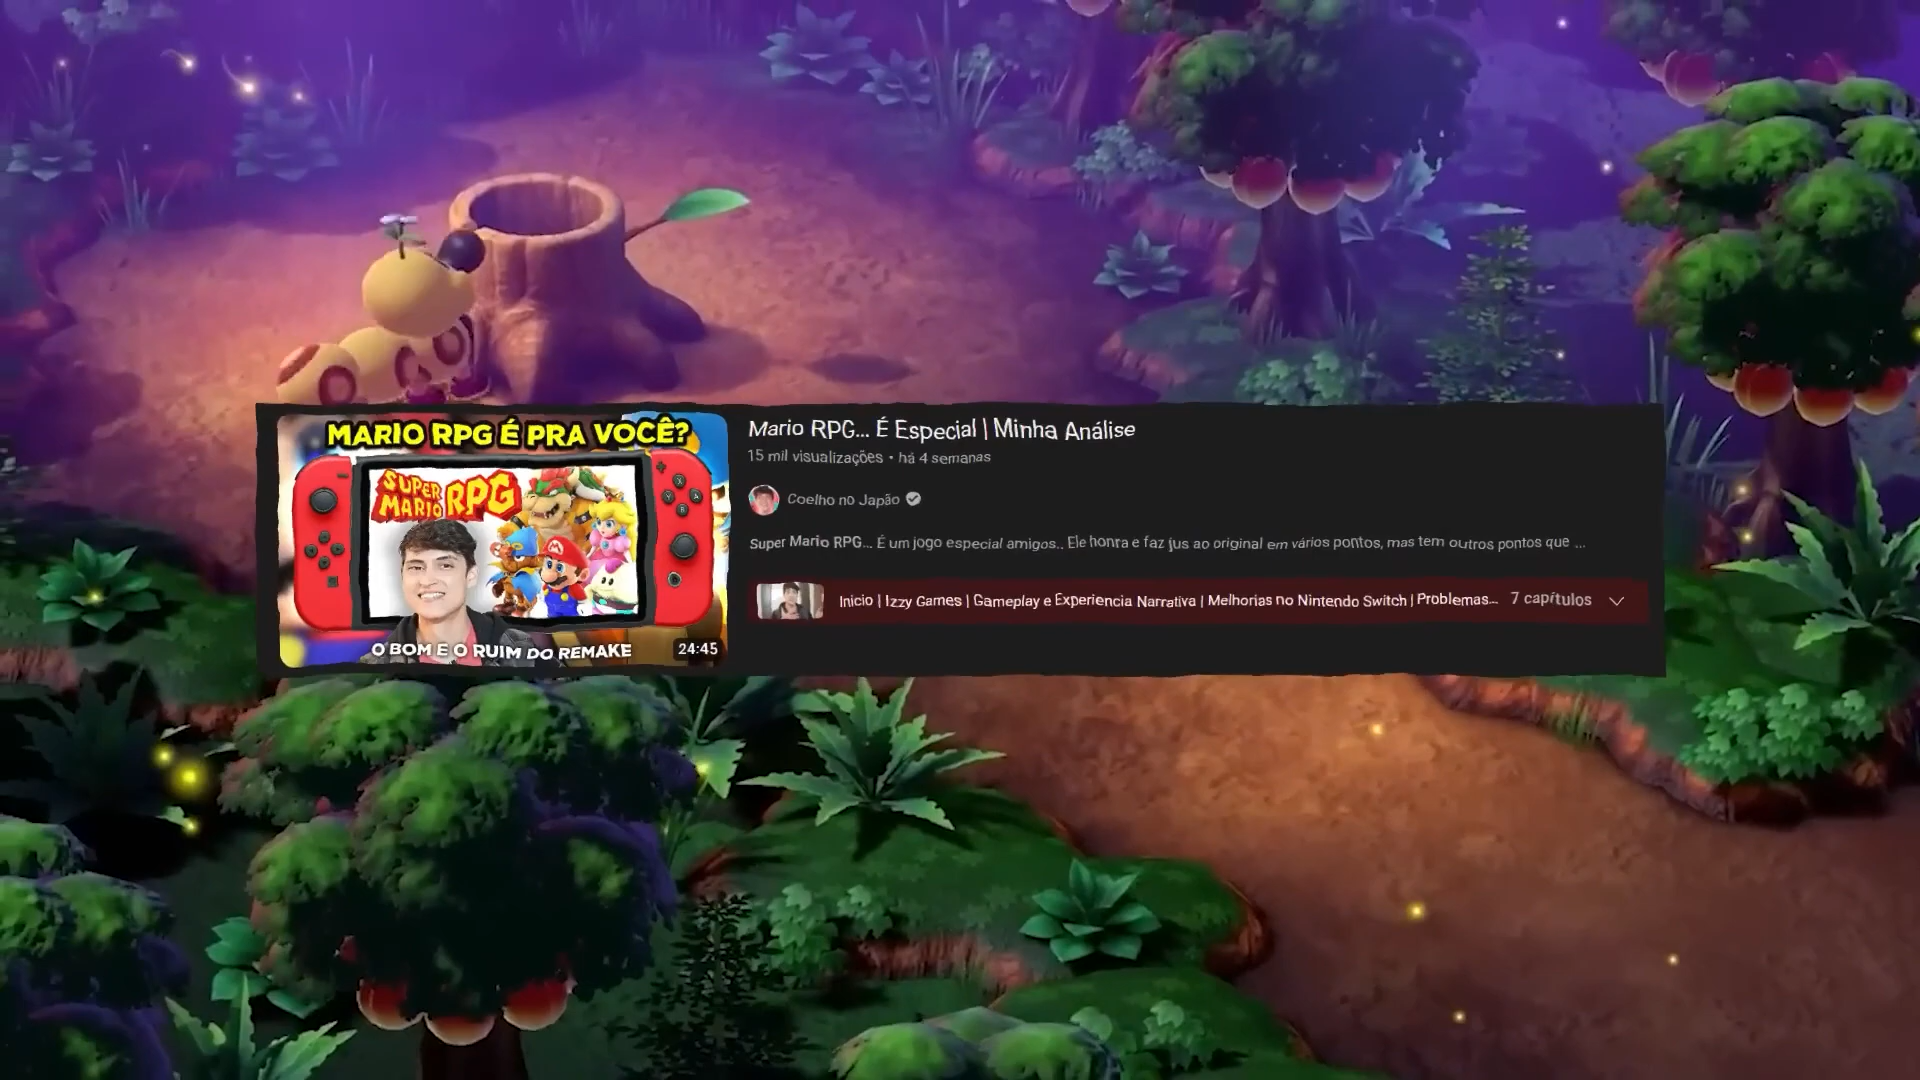 MARIO RPG É PRA VOCÊ?
SUPER MARIO RPG
O BOM E O RUIM DO REMAKE
24:45
Mario RPG... É Especial | Minha Análise
15 mil visualizações • há 4 semanas
Coelho no Japão
Super Mario RPG... É um jogo especial amigos.. Ele honra e faz jus ao original em vários pontos, mas tem outros pontos que ...
Inicio | Izzy Games | Gameplay e Experiencia Narrativa | Melhorias no Nintendo Switch | Problemas... 7 capítulos